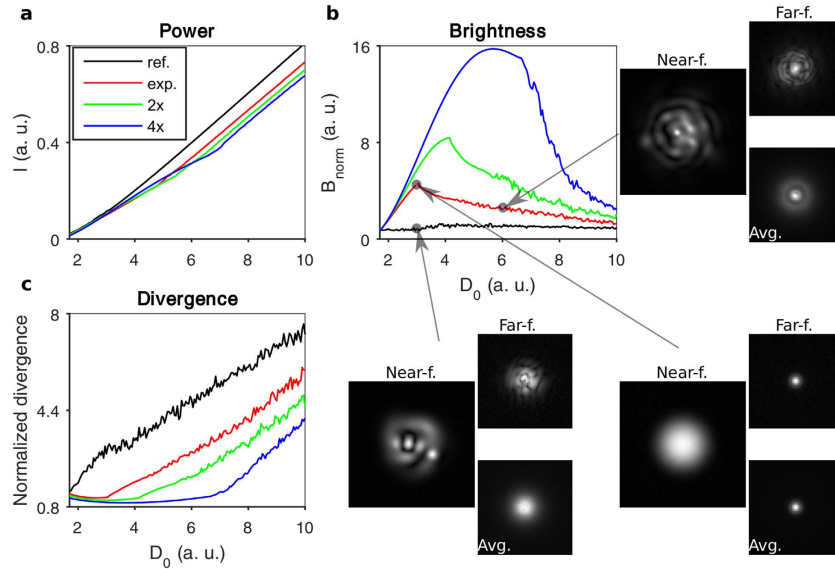 a
Power
I (a. u.)
0.8
0.4
0
ref.
exp.
2x
4x
2
4
6
8
10
b
Brightness
B_norm (a. u.)
16
8
0
2
4
6
8
10
D_0 (a. u.)
Near-f.
Far-f.
Avg.
c
Divergence
Normalized divergence
8
4.4
0.8
2
4
6
8
10
D_0 (a. u.)
Near-f.
Far-f.
Avg.
Near-f.
Far-f.
Avg.